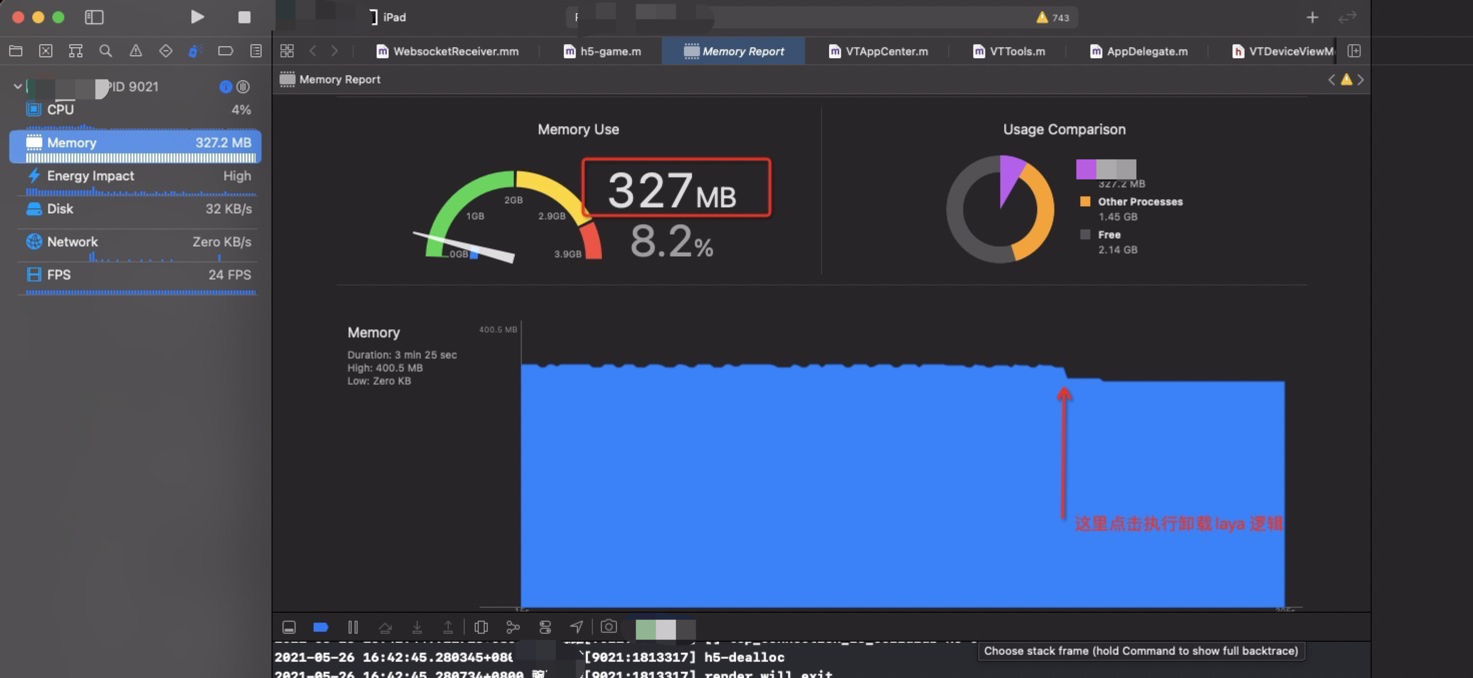 iPad
743
WebsocketReceiver.mm
h5-game.m
Memory Report
VTAppCenter.m
VTTools.m
AppDelegate.m
VTDeviceViewM
Memory Report
PID 9021
CPU 4%
Memory 327.2 MB
Energy Impact High
Disk 32 KB/s
Network Zero KB/s
FPS 24 FPS
Memory Use
327 MB
8.2%
0GB
1GB
2GB
2.9GB
3.9GB
Usage Comparison
327.2 MB
Other Processes
1.45 GB
Free
2.14 GB
Memory
Duration: 3 min 25 sec
High: 400.5 MB
Low: Zero KB
400.5 MB
这里点击执行卸载 laya 逻辑
Choose stack frame (hold Command to show full backtrace)
2021-05-26 16:42:45.280345+080 [9021:1813317] h5-dealloc
2021-05-26 16:42:45.280734+0800 [9021:1813317] render will exit